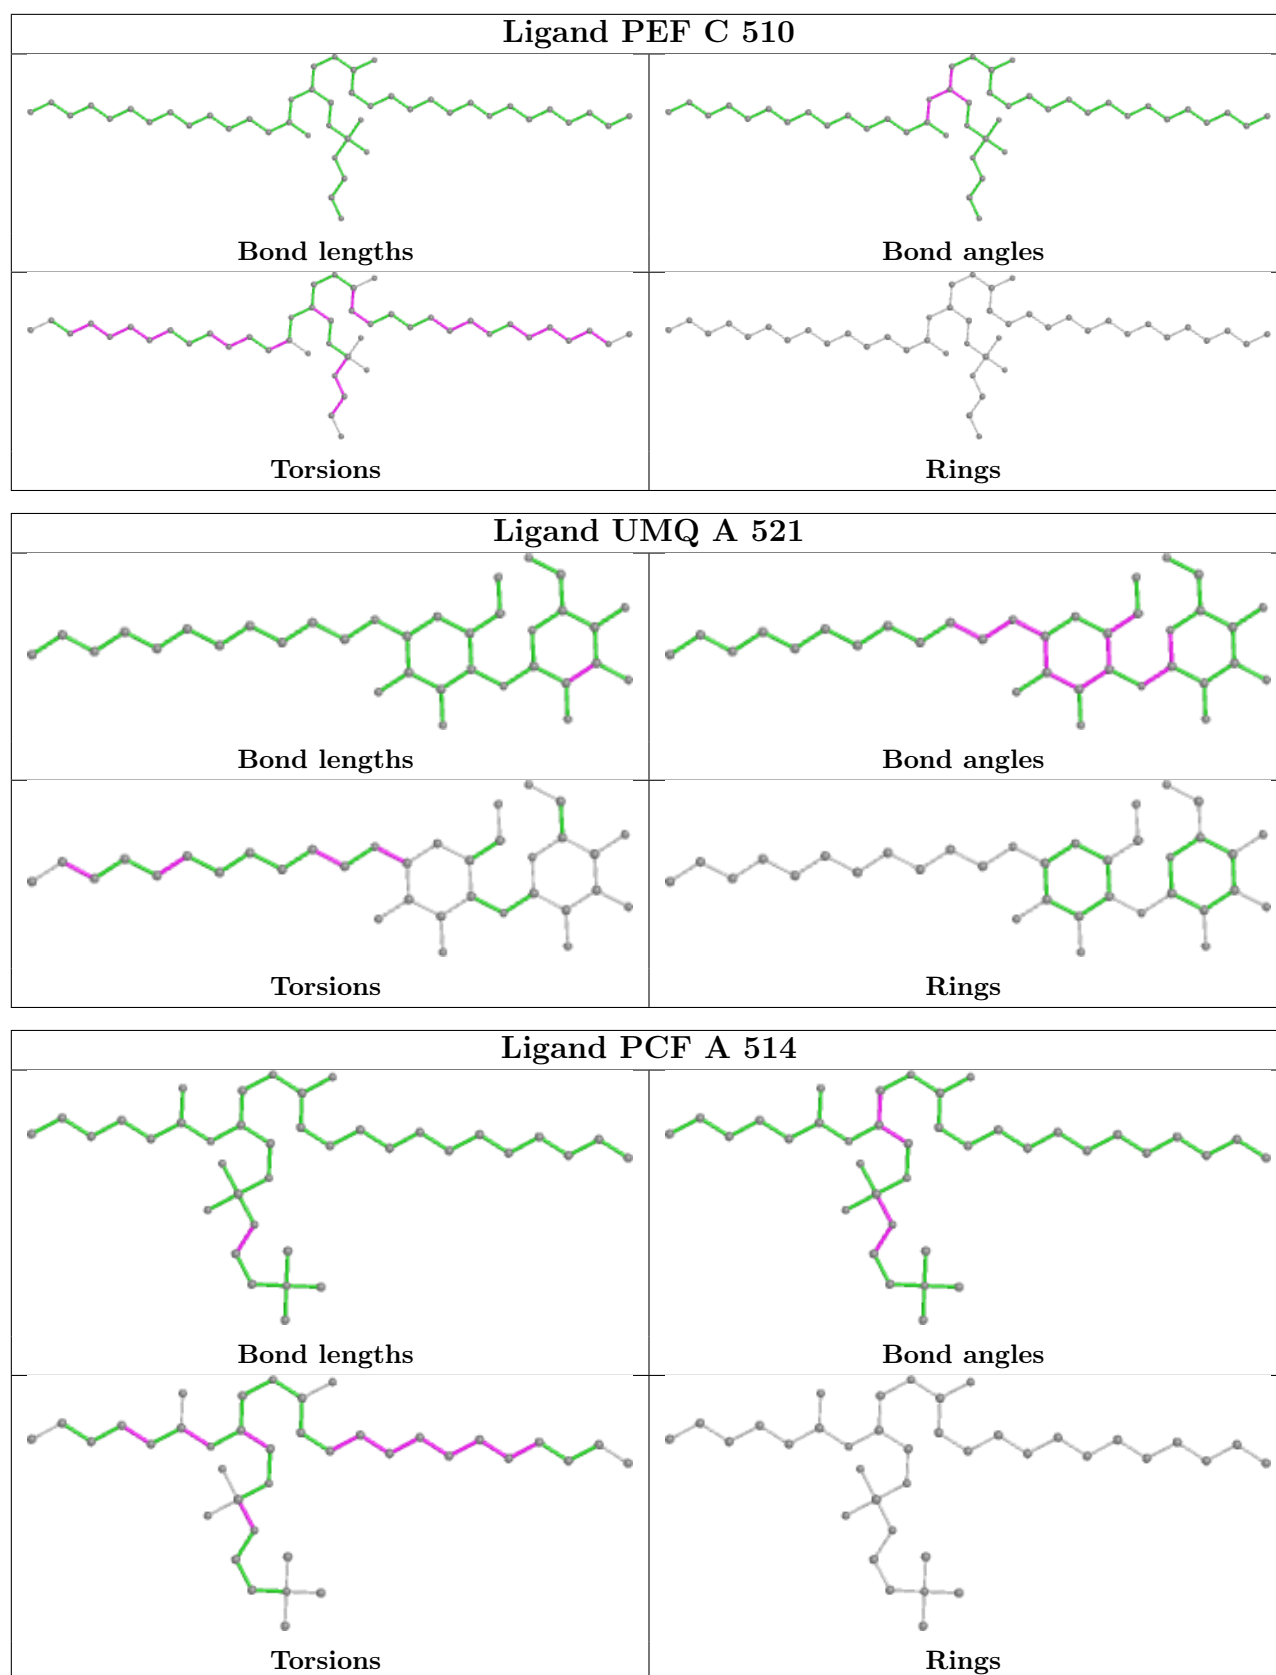 Ligand PEF C 510
Bond lengths
Bond angles
Torsions
Rings
Ligand UMQ A 521
Bond lengths
Bond angles
Torsions
Rings
Ligand PCF A 514
Bond lengths
Bond angles
Torsions
Rings